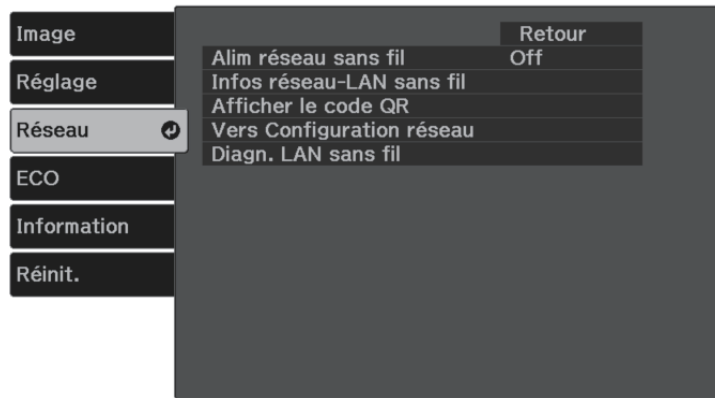 Image
Réglage
Réseau
ECO
Information
Réinit.
Retour
Alim réseau sans fil Off
Infos réseau-LAN sans fil
Afficher le code QR
Vers Configuration réseau
Diagn. LAN sans fil